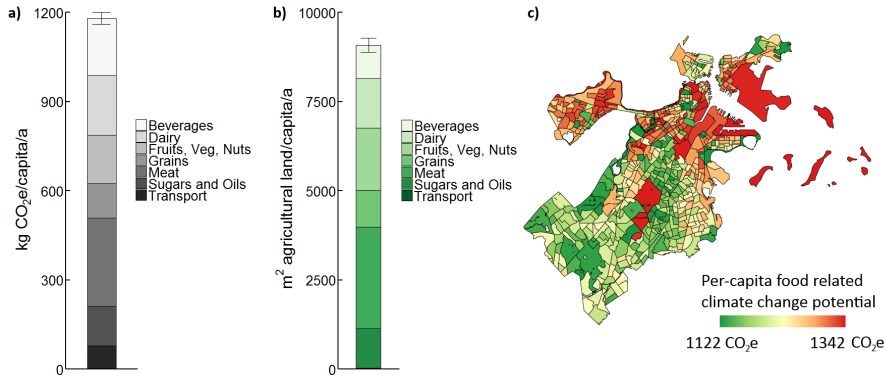 a)
1200
900
600
300
0
kg CO2e/capita/a
Beverages
Dairy
Fruits, Veg, Nuts
Grains
Meat
Sugars and Oils
Transport
b)
10000
7500
5000
2500
0
m2 agricultural land/capita/a
Beverages
Dairy
Fruits, Veg, Nuts
Grains
Meat
Sugars and Oils
Transport
c)
Per-capita food related
climate change potential
1122 CO2e
1342 CO2e